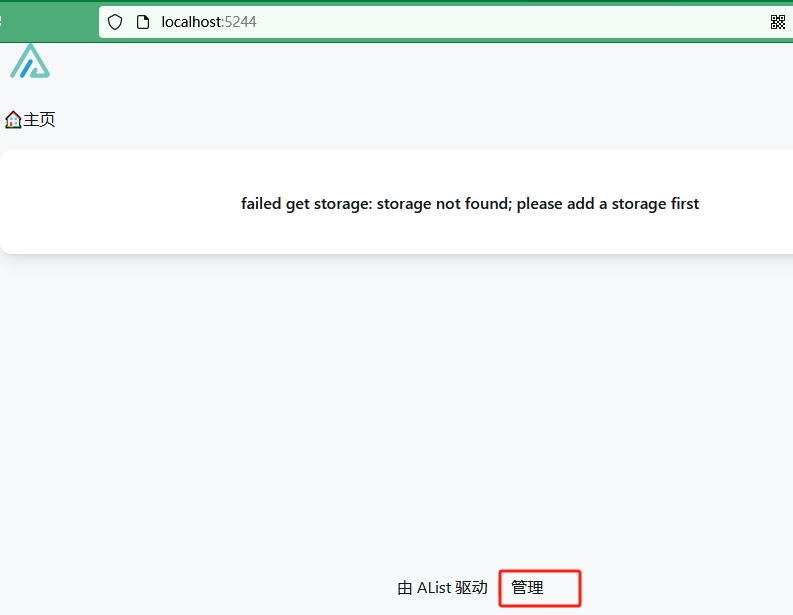 localhost:5244
主页
failed get storage: storage not found; please add a storage first
由 AList 驱动 管理